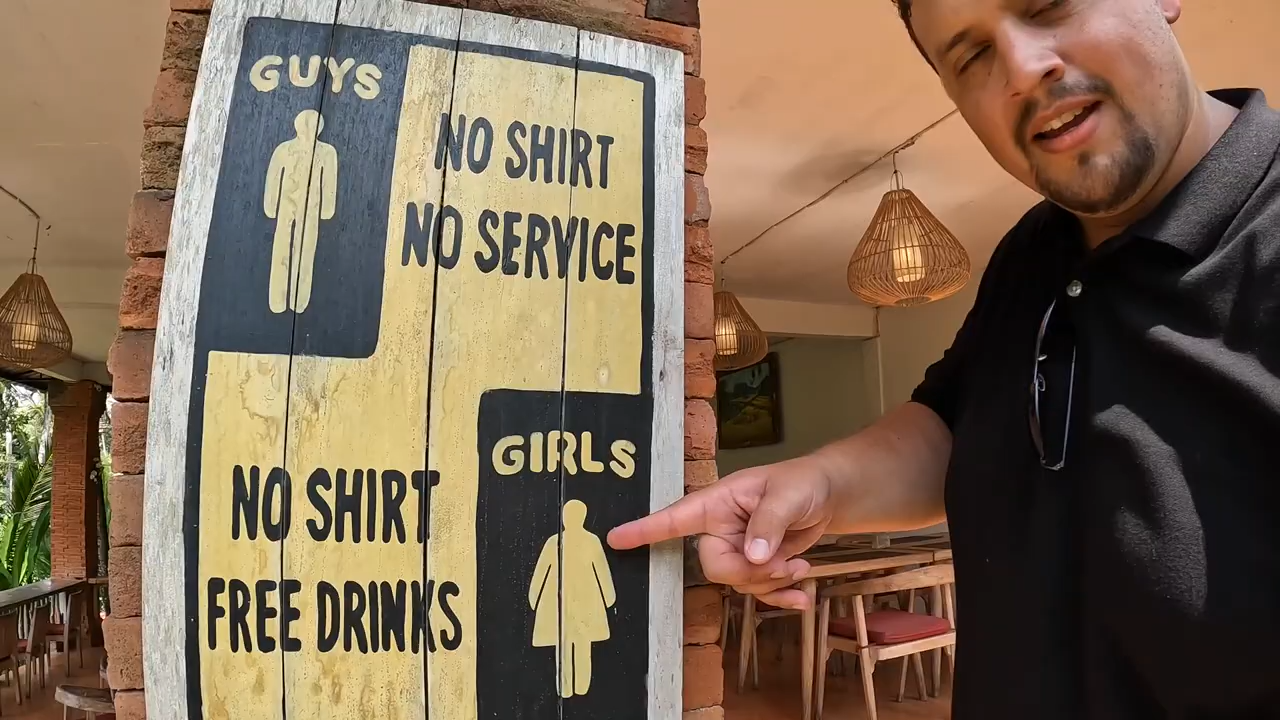 GUYS
NO SHIRT
NO SERVICE
GIRLS
NO SHIRT
FREE DRINKS